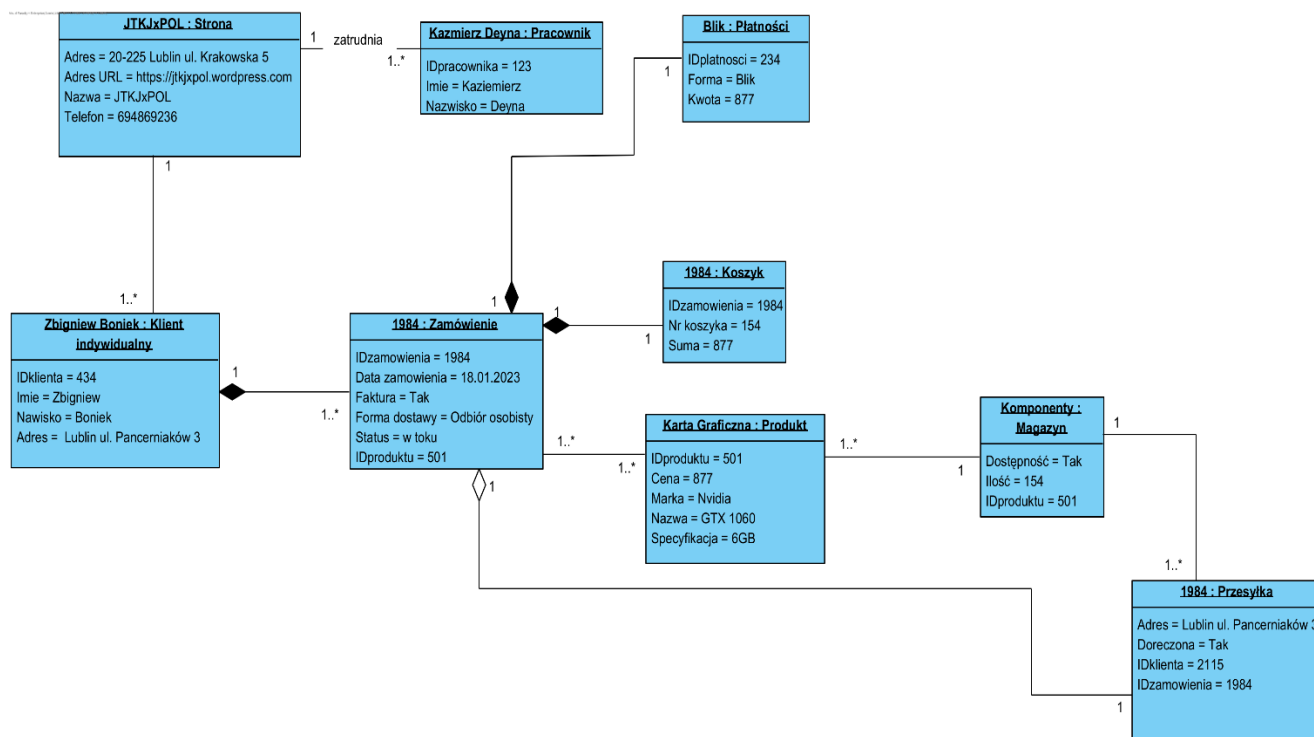 JTKJxPOL : Strona
Adres = 20-225 Lublin ul. Krakowska 5
Adres URL = https://jtkjxpol.wordpress.com
Nazwa = JTKJxPOL
Telefon = 694869236
1
zatrudnia
1..*
Kazmierz Deyna : Pracownik
IDpracownika = 123
Imie = Kaziemierz
Nazwisko = Deyna
Blik : Płatności
IDplatnosci = 234
Forma = Blik
Kwota = 877
1
1
1..*
1984 : Koszyk
IDzamowienia = 1984
Nr koszyka = 154
Suma = 877
1
1
1
Zbigniew Boniek : Klient
indywidualny
IDklienta = 434
Imie = Zbigniew
Nawisko = Boniek
Adres = Lublin ul. Pancerniaków 3
1
1..*
1984 : Zamówienie
IDzamowienia = 1984
Data zamowienia = 18.01.2023
Faktura = Tak
Forma dostawy = Odbiór osobisty
Status = w toku
IDproduktu = 501
1..*
1..*
1
Karta Graficzna : Produkt
IDproduktu = 501
Cena = 877
Marka = Nvidia
Nazwa = GTX 1060
Specyfikacja = 6GB
1..*
1
Komponenty :
Magazyn
Dostępność = Tak
Ilość = 154
IDproduktu = 501
1
1..*
1984 : Przesyłka
Adres = Lublin ul. Pancerniaków 3
Doreczona = Tak
IDklienta = 2115
IDzamowienia = 1984
1